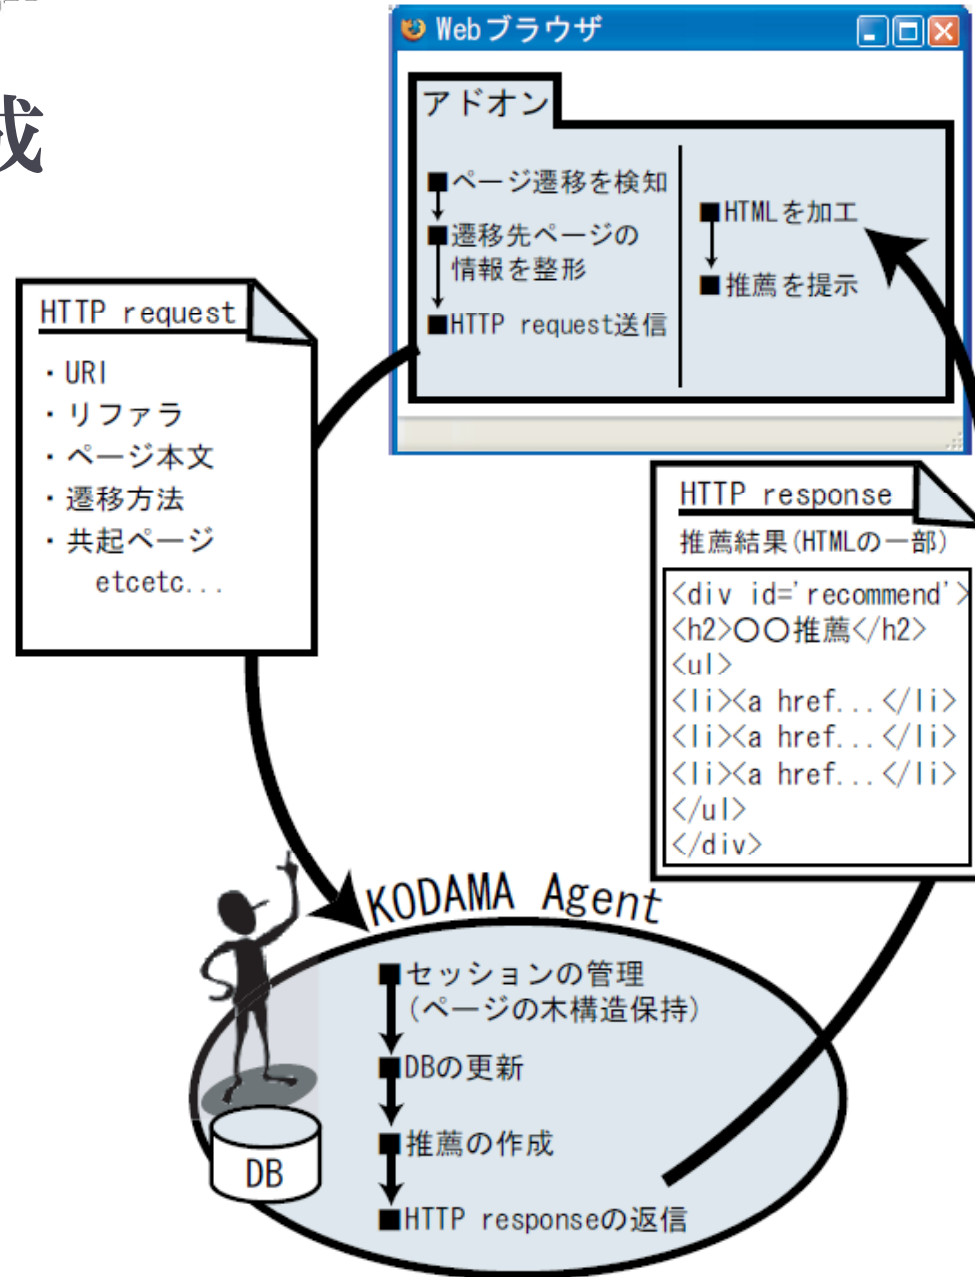 成
Webブラウザ
アドオン
■ページ遷移を検知
■遷移先ページの
情報を整形
■HTTP request送信
■HTMLを加工
■推薦を提示
HTTP request
・URI
・リファラ
・ページ本文
・遷移方法
・共起ページ
etcetc...
HTTP response
推薦結果(HTMLの一部)
<div id='recommend'>
<h2>〇〇推薦</h2>
<ul>
<li><a href...</li>
<li><a href...</li>
<li><a href...</li>
</ul>
</div>
KODAMA Agent
■セッションの管理
(ページの木構造保持)
■DBの更新
■推薦の作成
■HTTP responseの返信
DB